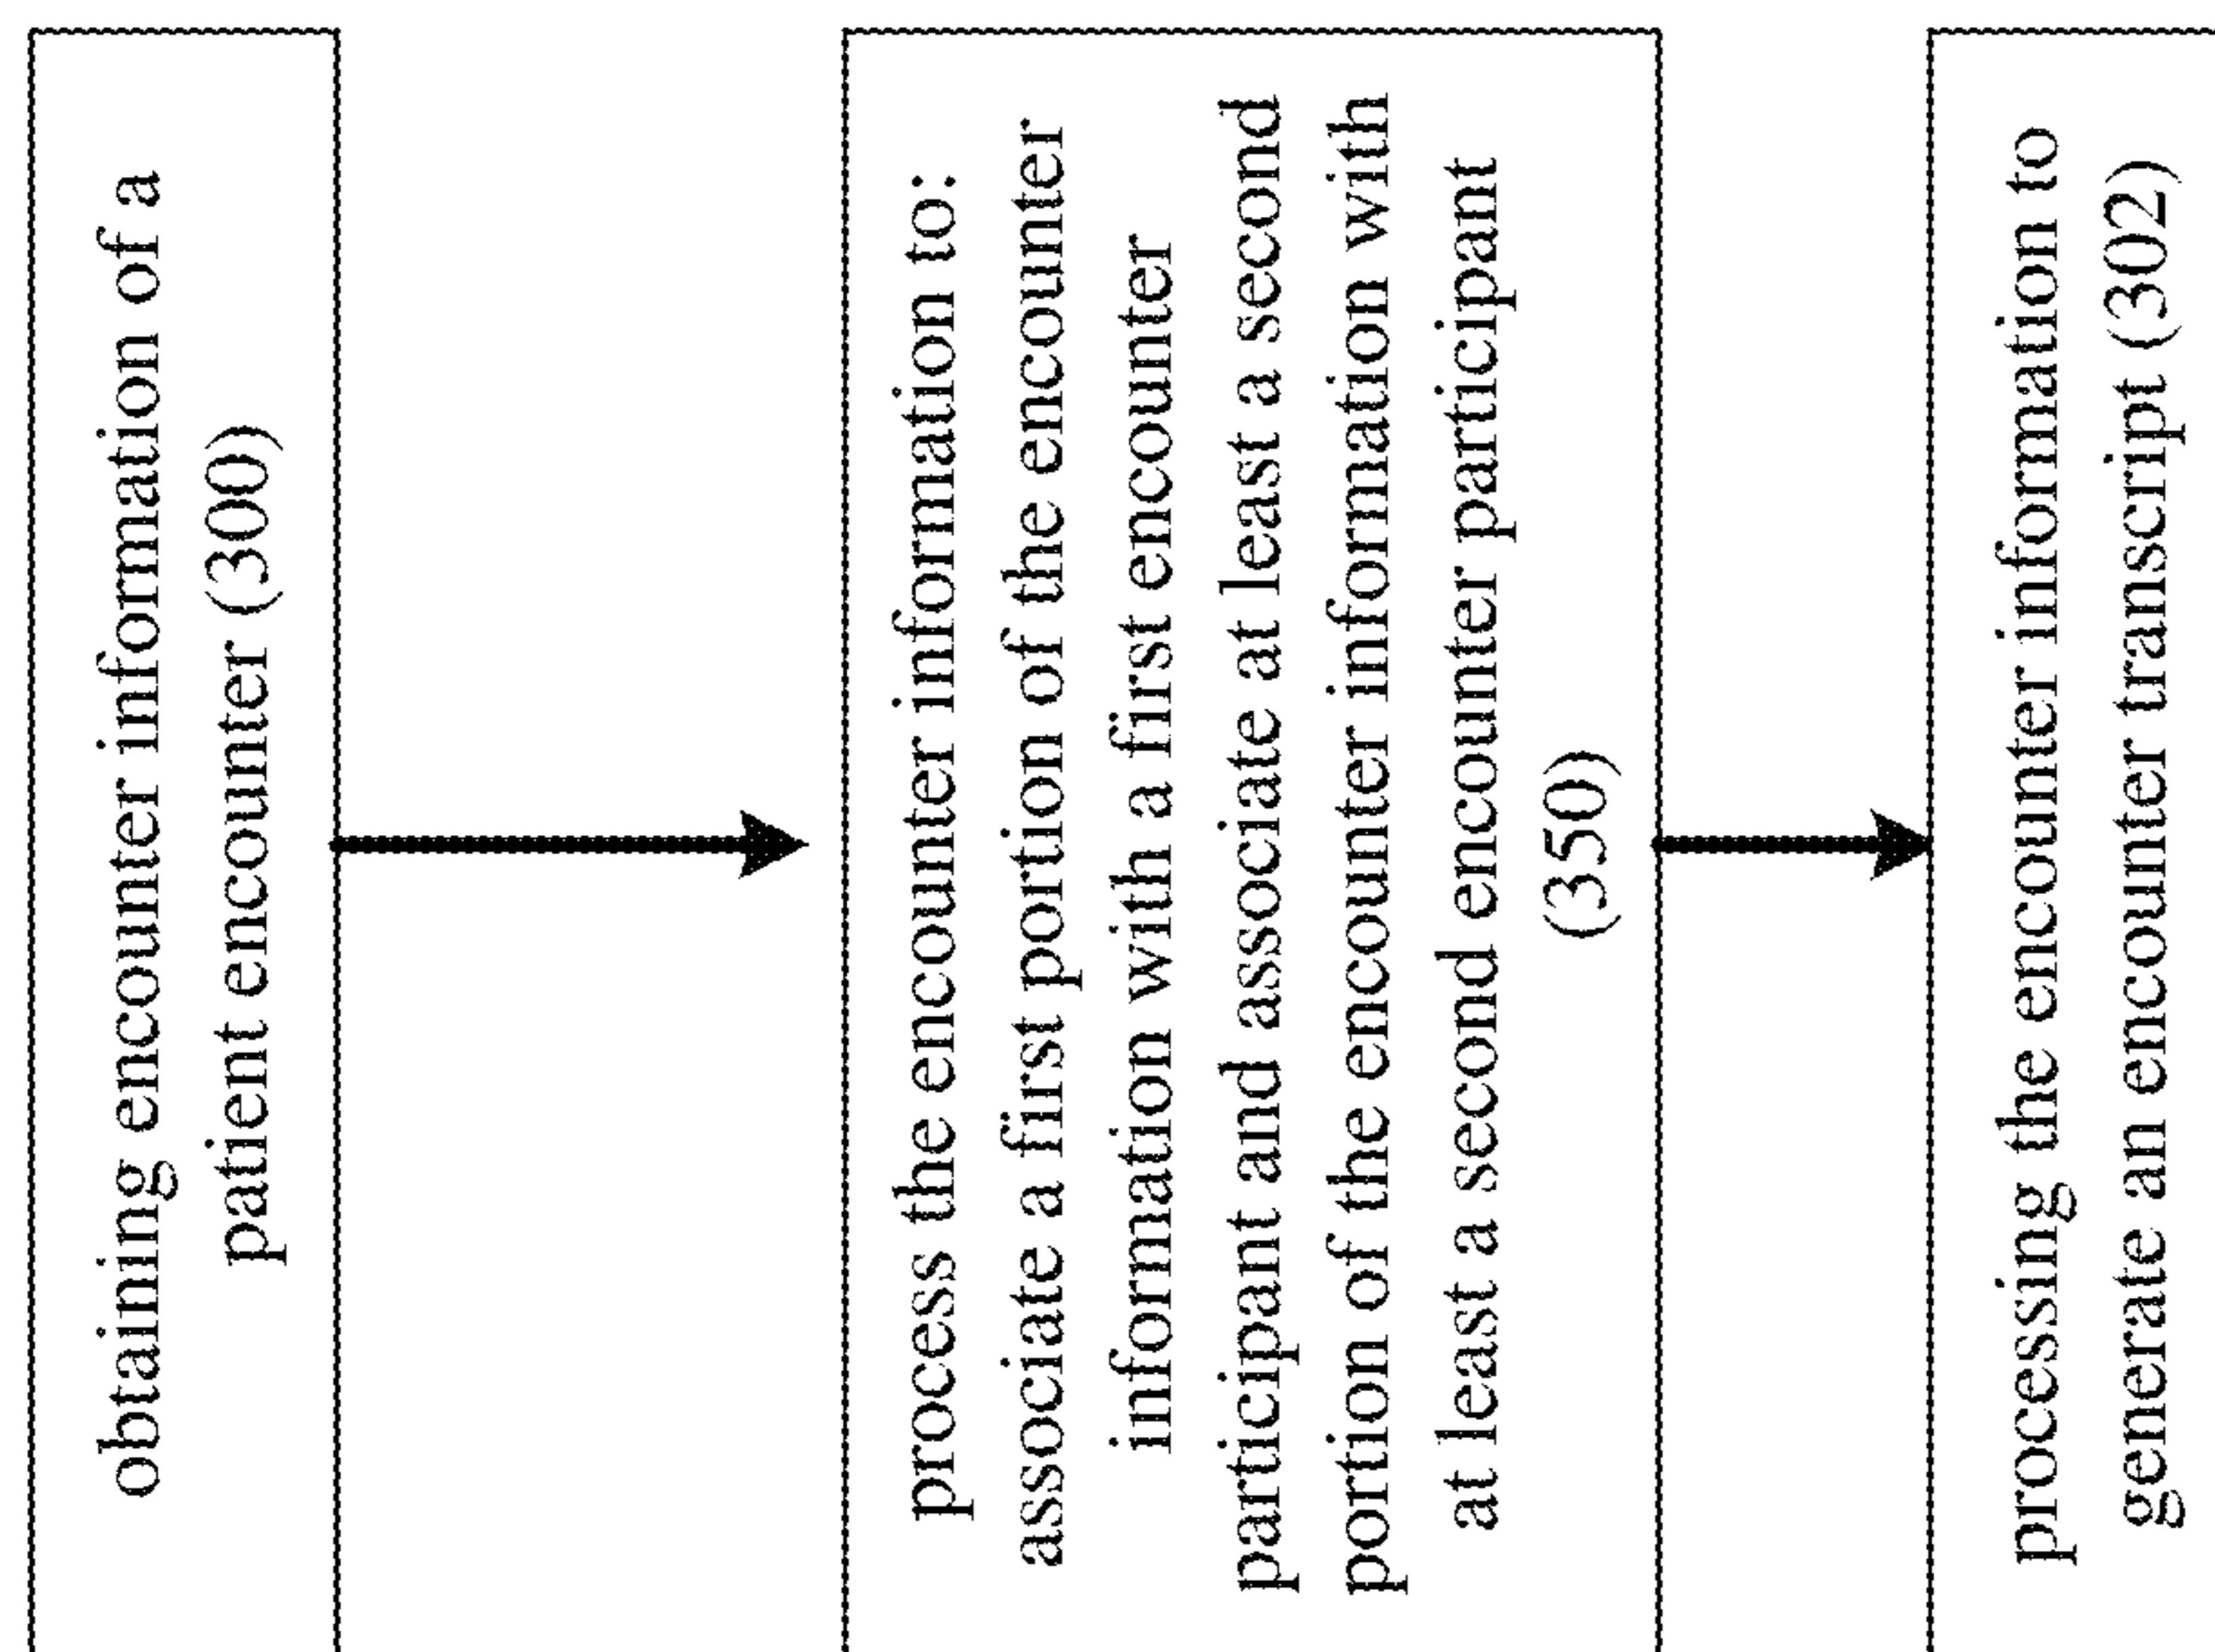 obtaining encounter information of a
patient encounter (300)
process the encounter information to:
associate a first portion of the encounter
information with a first encounter
participant and associate at least a second
portion of the encounter information with
at least a second encounter participant
(350)
processing the encounter information to
generate an encounter transcript (302)